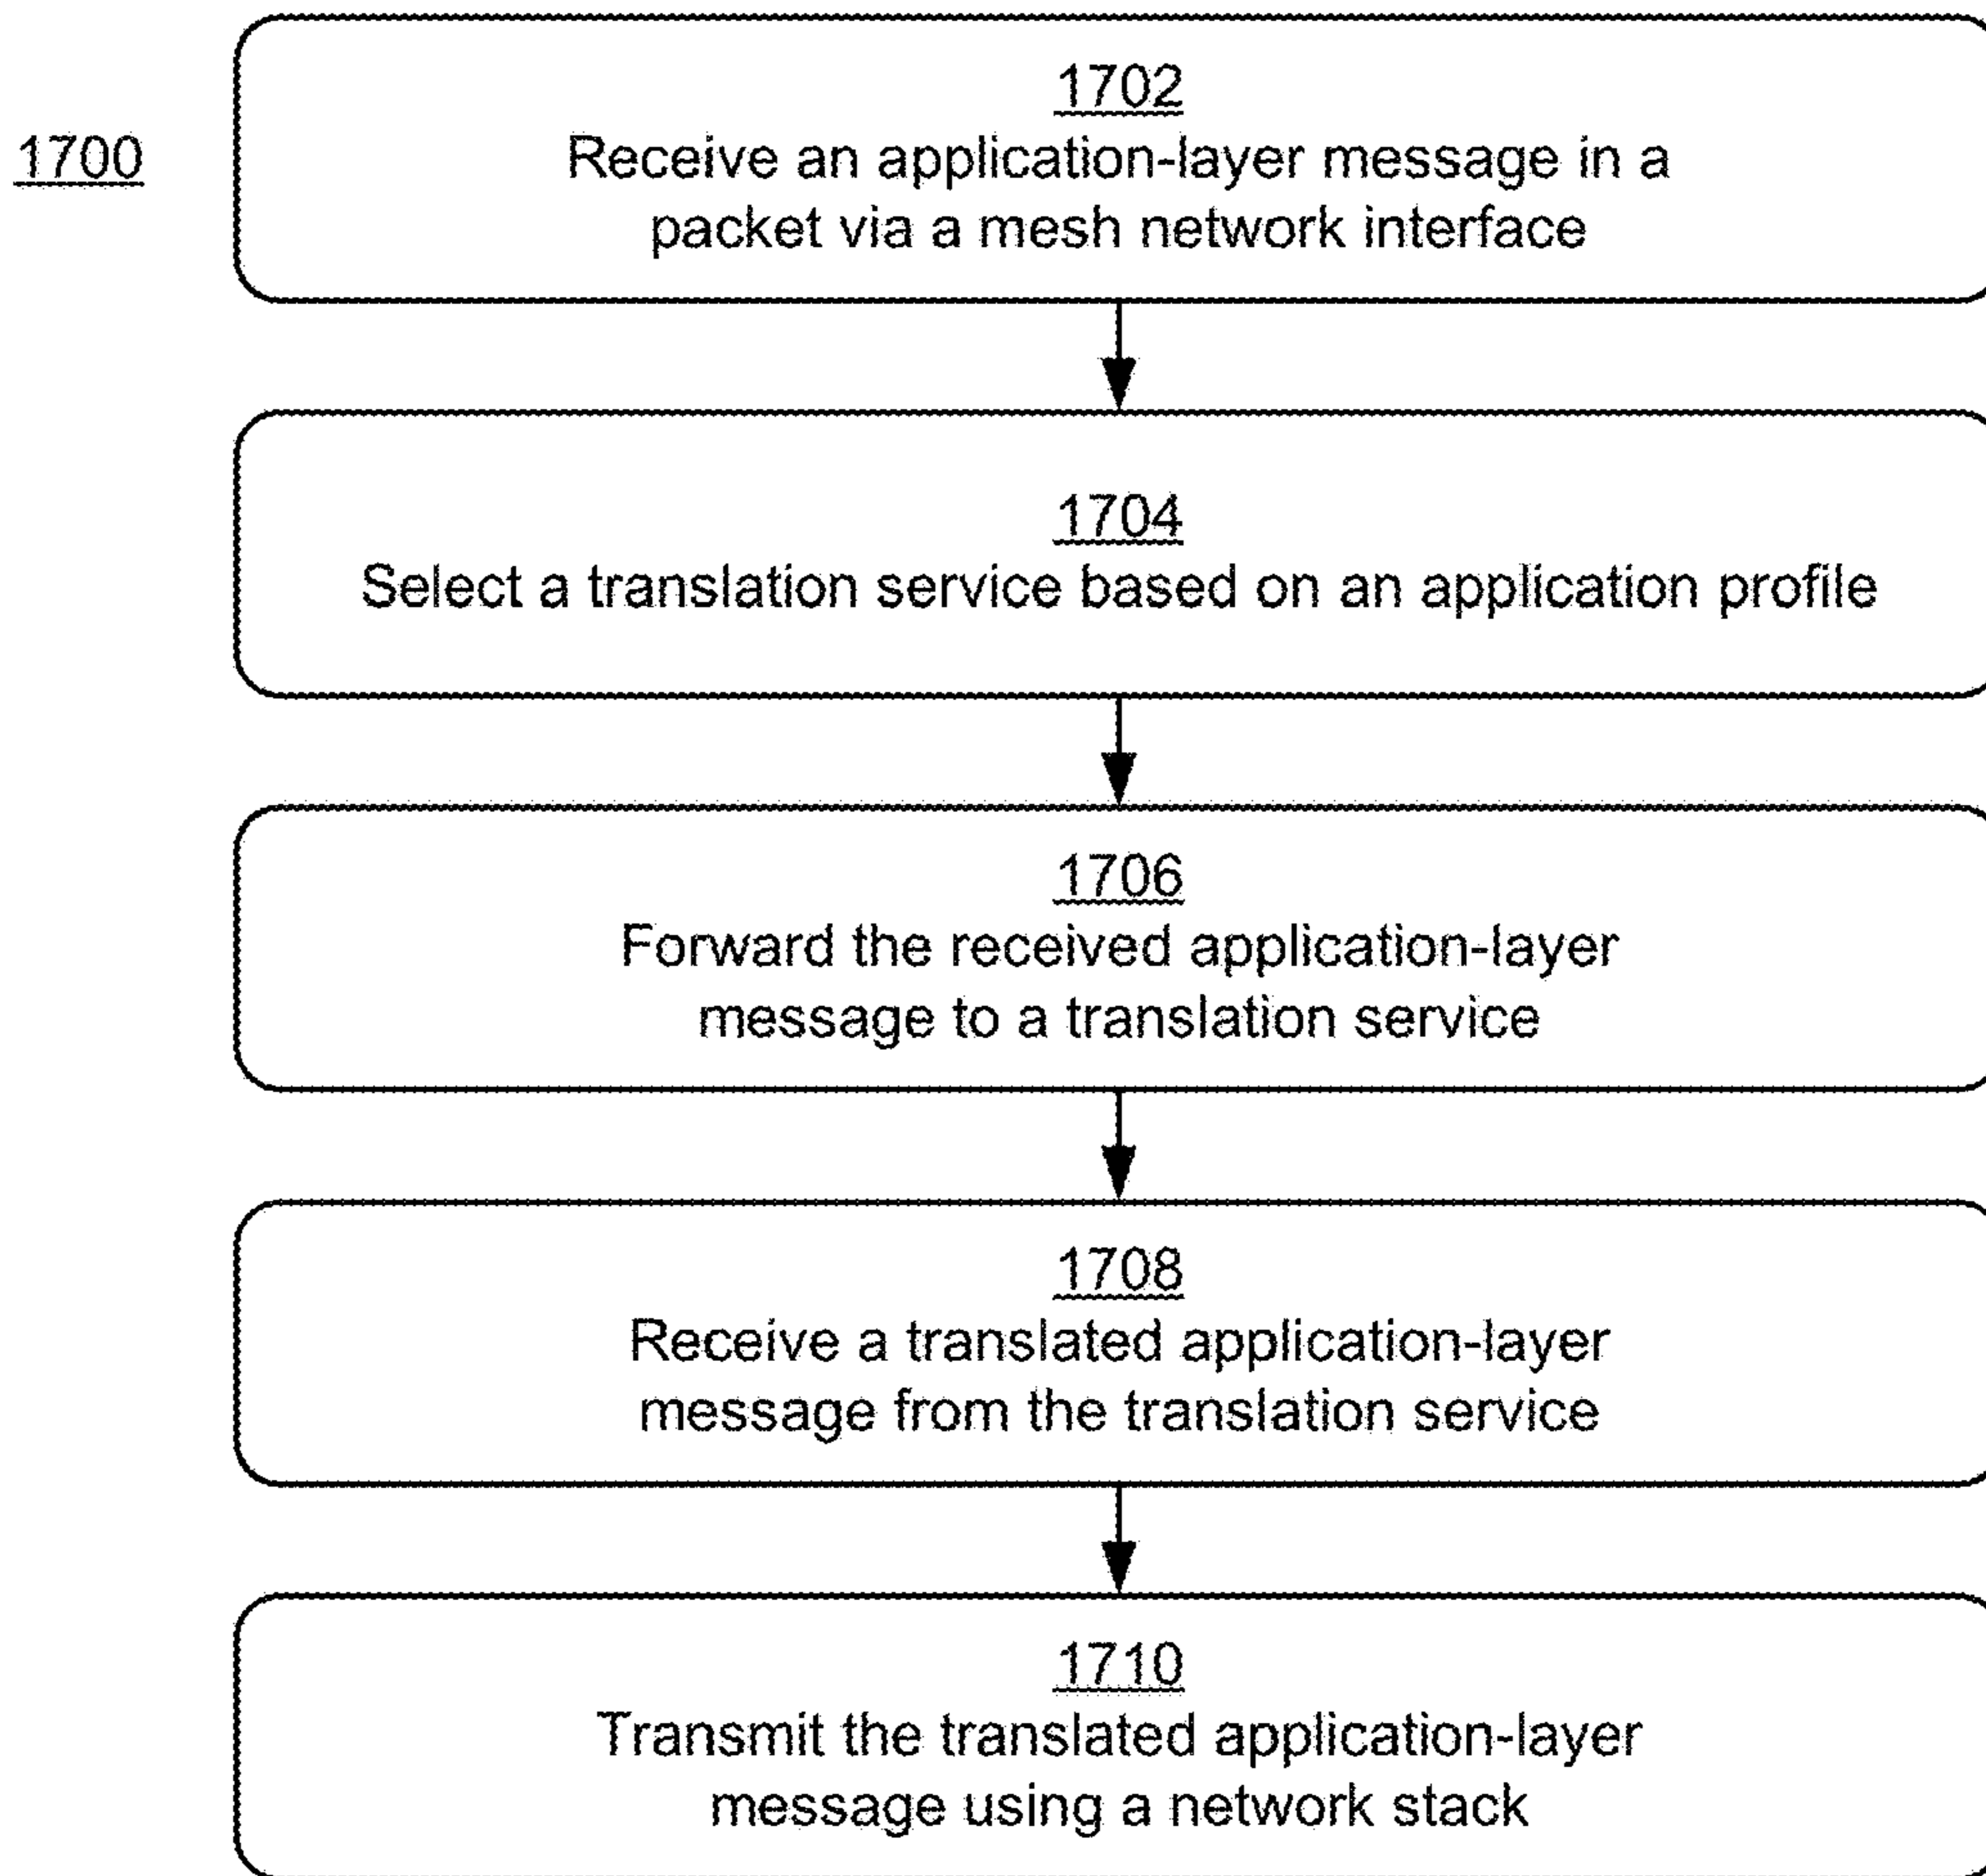 1700
1702
Receive an application-layer message in a
packet via a mesh network interface
1704
Select a translation service based on an application profile
1706
Forward the received application-layer
message to a translation service
1708
Receive a translated application-layer
message from the translation service
1710
Transmit the translated application-layer
message using a network stack